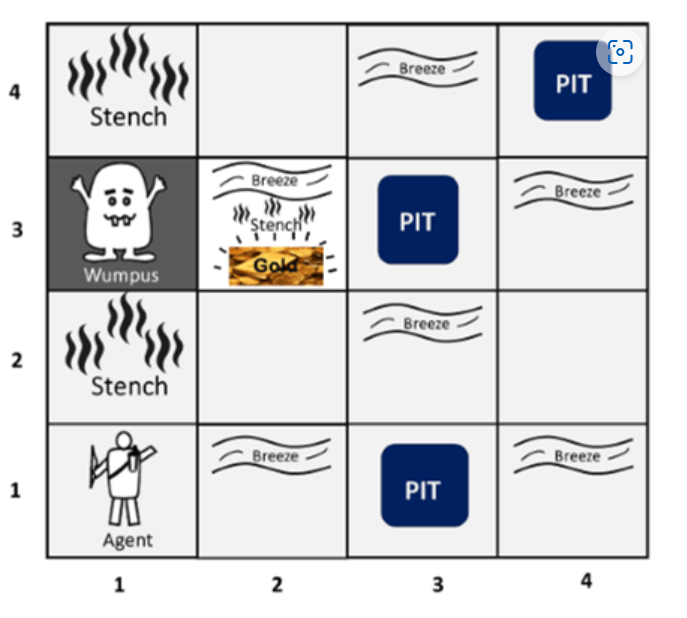 4
Stench
Breeze
PIT
3
Wumpus
Breeze
Stench
Gold
PIT
Breeze
2
Stench
Breeze
1
Agent
Breeze
PIT
Breeze
1 2 3 4